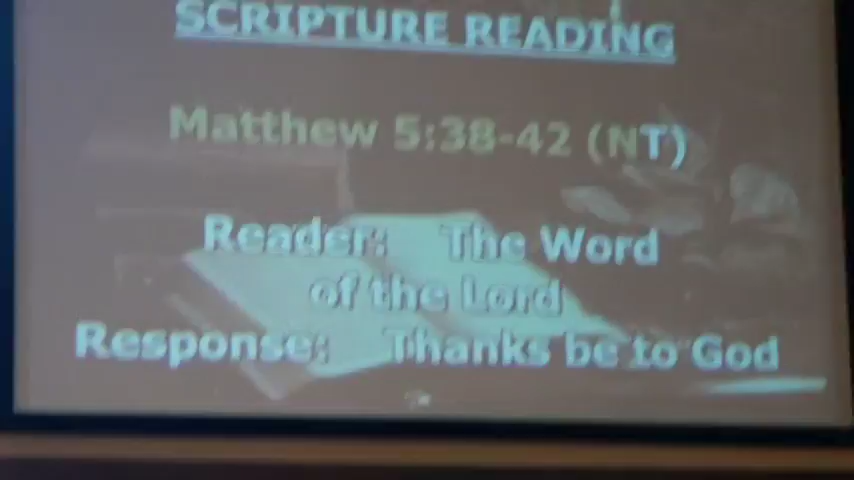 SCRIPTURE READING
Matthew 5:38-42 (NT)
Reader: The Word
of the Lord
Response: Thanks be to God